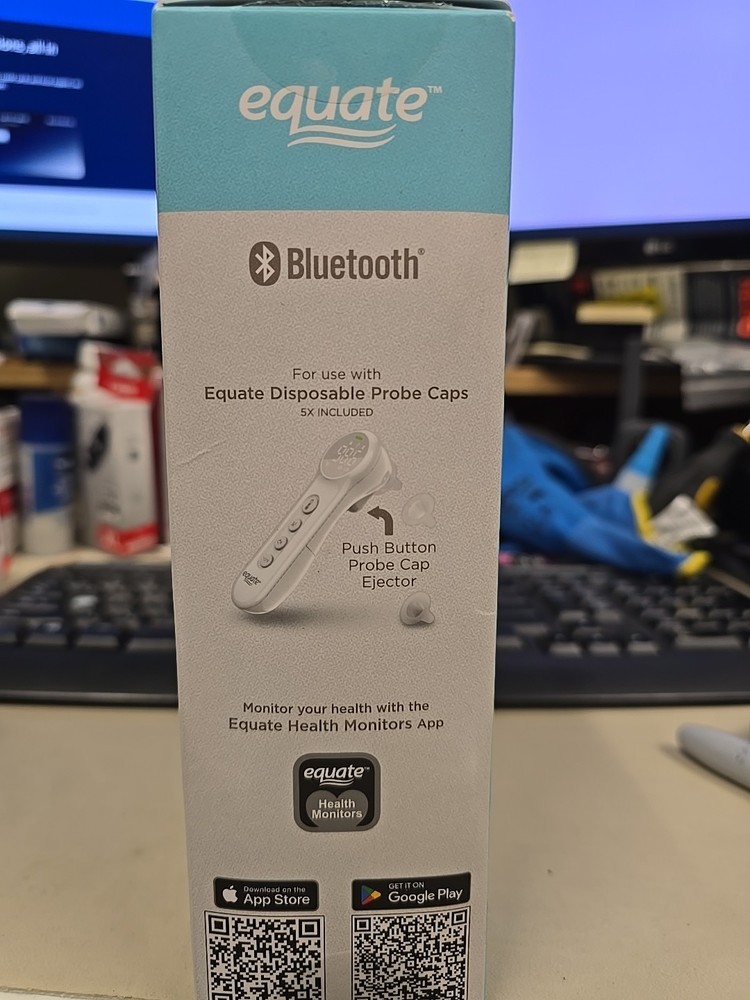 equate™
Bluetooth®
For use with
Equate Disposable Probe Caps
5X INCLUDED
equate
Push Button
Probe Cap
Ejector
Monitor your health with the
Equate Health Monitors App
equate™
Health
Monitors
Download on the
App Store
GET IT ON
Google Play